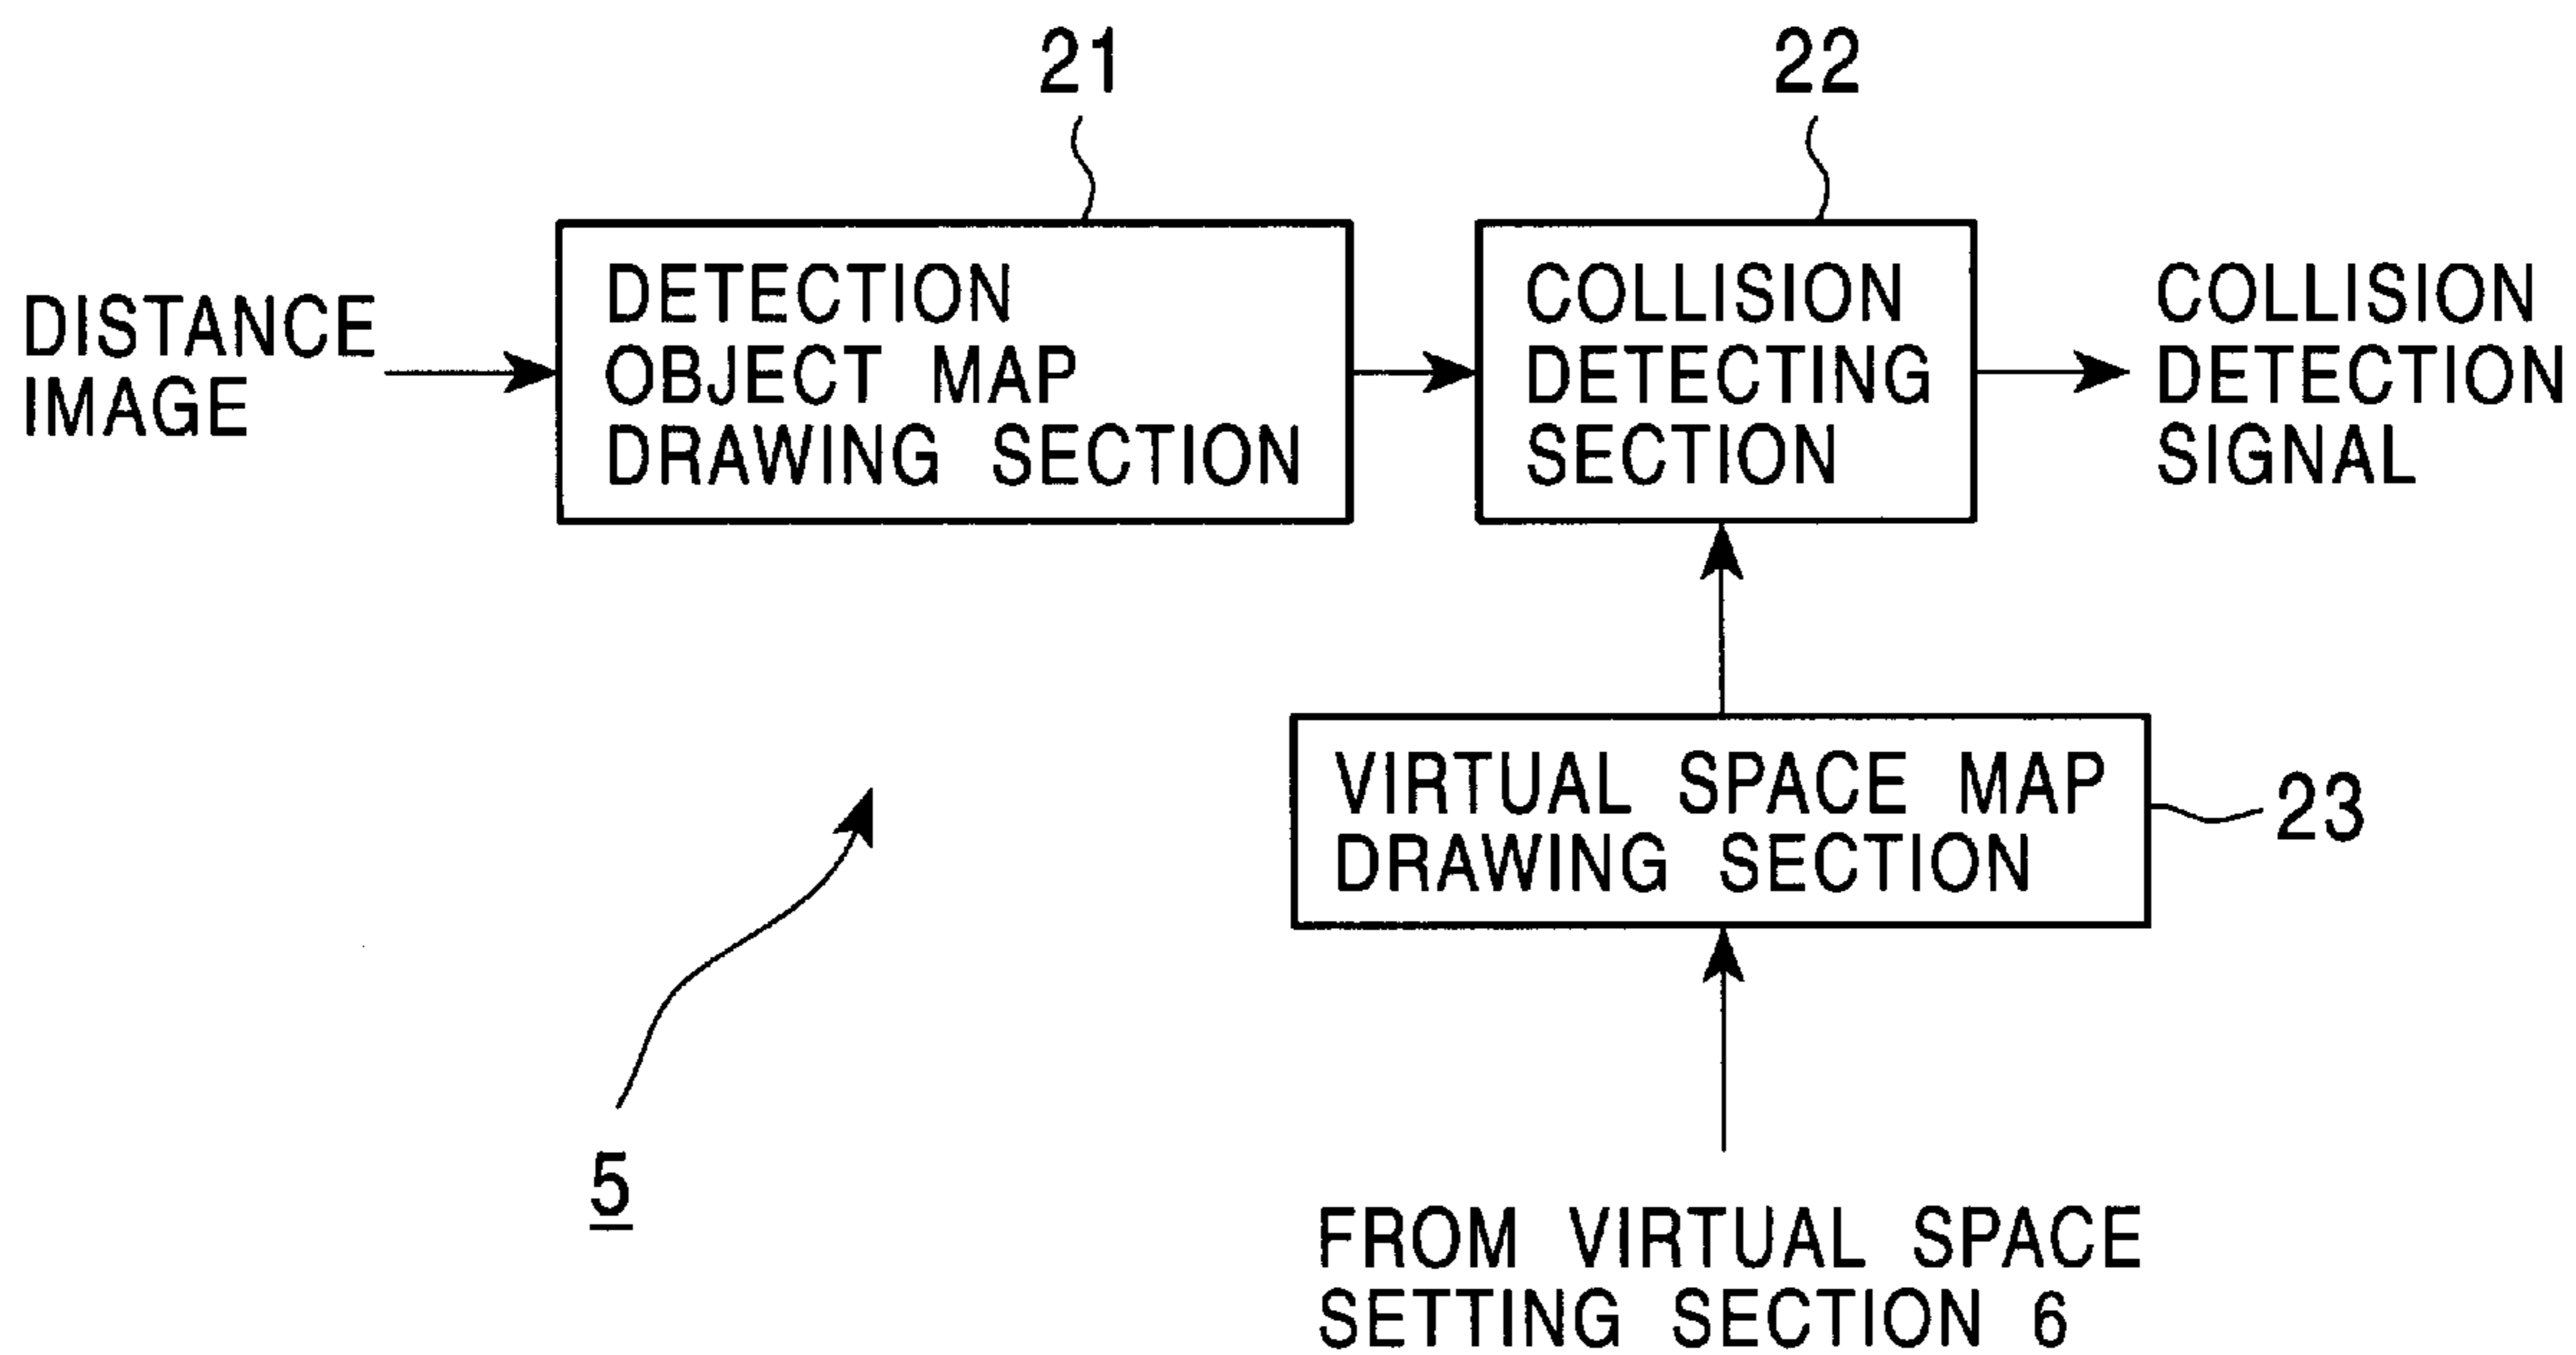 21
22
DISTANCE
IMAGE
DETECTION
OBJECT MAP
DRAWING SECTION
COLLISION
DETECTING
SECTION
COLLISION
DETECTION
SIGNAL
VIRTUAL SPACE MAP
DRAWING SECTION
23
5
FROM VIRTUAL SPACE
SETTING SECTION 6